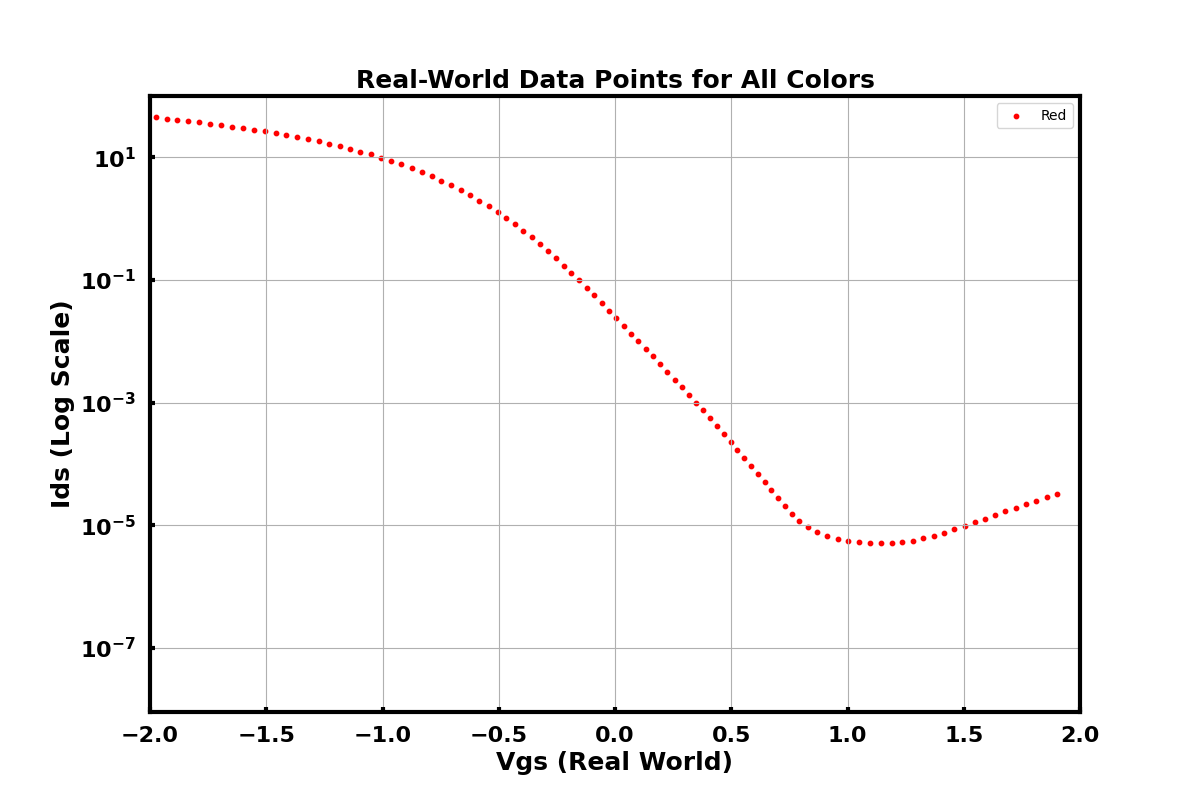 Real-World Data Points for All Colors
Red
10¹
10⁻¹
10⁻³
10⁻⁵
10⁻⁷
Ids (Log Scale)
−2.0 −1.5 −1.0 −0.5 0.0 0.5 1.0 1.5 2.0
Vgs (Real World)